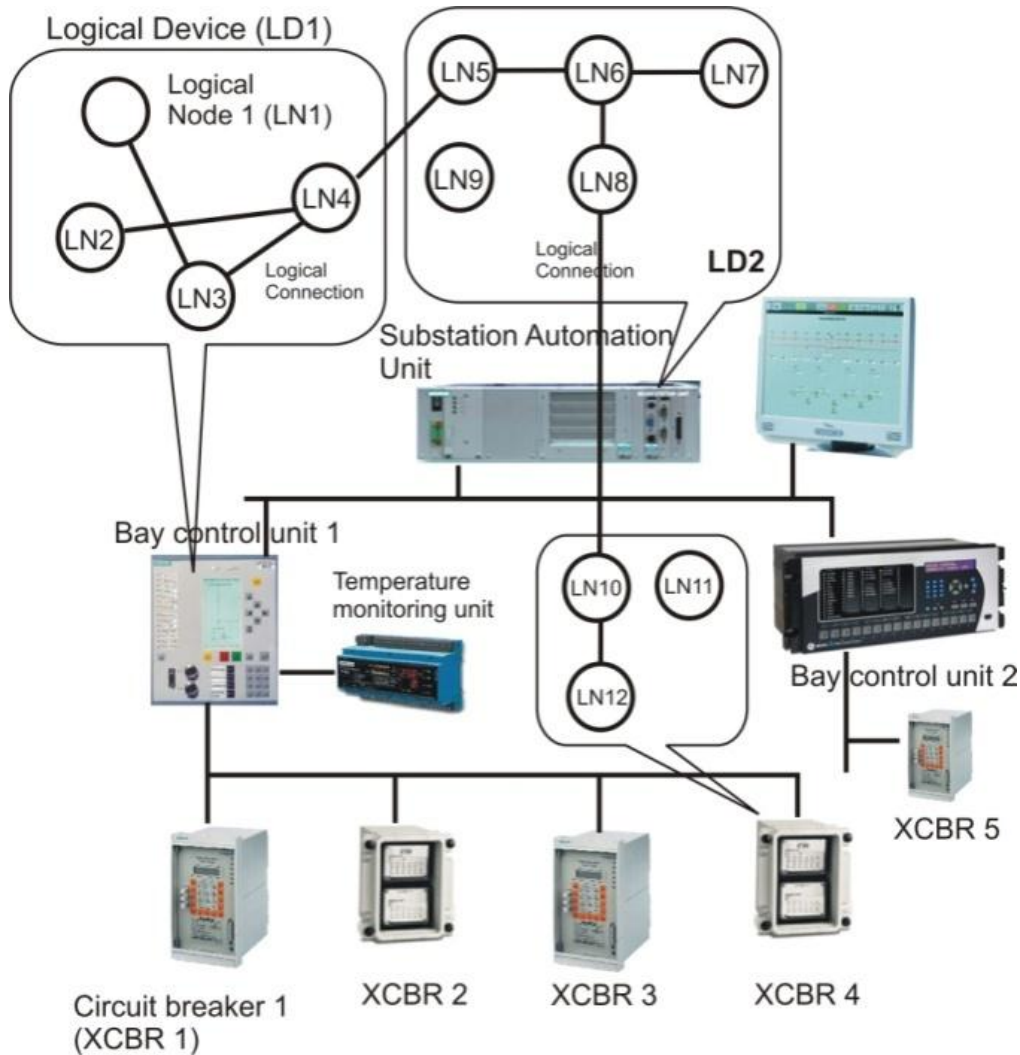 Logical Device (LD1)
Logical
Node 1 (LN1)
LN2
LN3
LN4
Logical
Connection
LN5
LN6
LN7
LN9
LN8
Logical
Connection
LD2
Substation Automation
Unit
Bay control unit 1
Temperature
monitoring unit
LN10
LN11
LN12
Bay control unit 2
XCBR 5
Circuit breaker 1
(XCBR 1)
XCBR 2
XCBR 3
XCBR 4